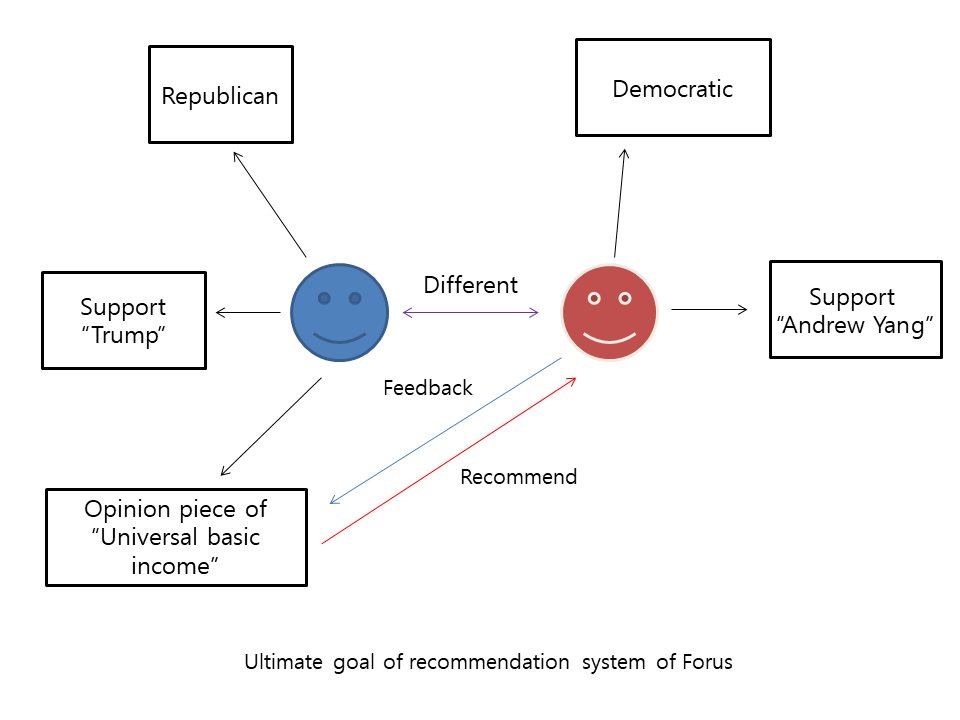 Republican
Democratic
Different
Support
“Trump“
Support
“Andrew Yang”
Feedback
Recommend
Opinion piece of
“Universal basic
income”
Ultimate goal of recommendation system of Forus